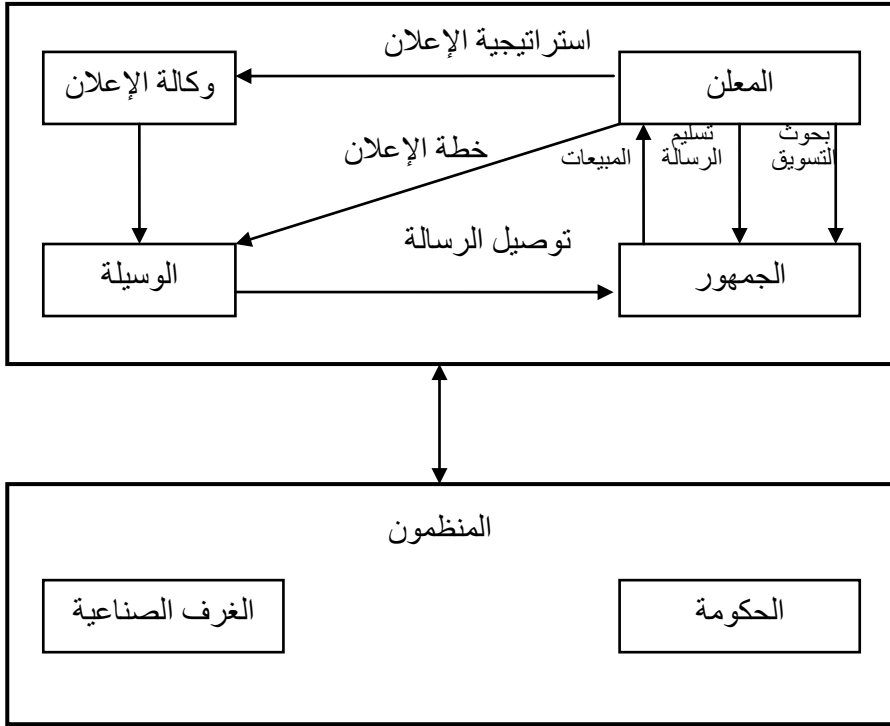 استراتيجية الإعلان
المعلن
وكالة الإعلان
بحوث
التسويق
تسليم
الرسالة
المبيعات
خطة الإعلان
توصيل الرسالة
الجمهور
الوسيلة
المنظمون
الحكومة
الغرف الصناعية